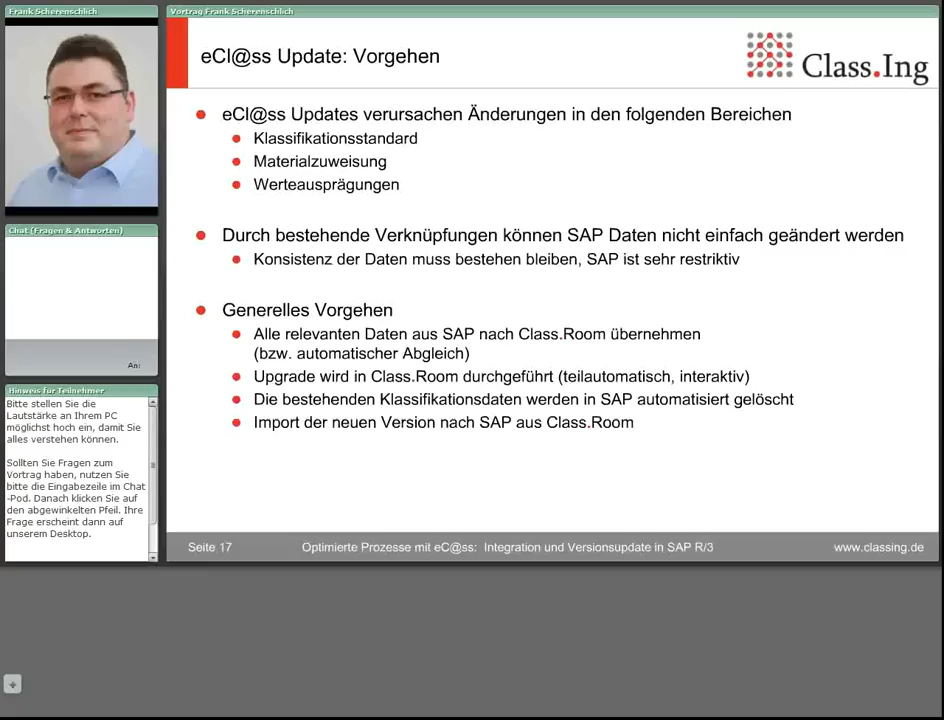 Frank Scherenschlich
Vortrag Frank Scherenschlich
eCl@ss Update: Vorgehen
Class.Ing
eCl@ss Updates verursachen Änderungen in den folgenden Bereichen
Klassifikationsstandard
Materialzuweisung
Werteausprägungen
Durch bestehende Verknüpfungen können SAP Daten nicht einfach geändert werden
Konsistenz der Daten muss bestehen bleiben, SAP ist sehr restriktiv
Generelles Vorgehen
Alle relevanten Daten aus SAP nach Class.Room übernehmen
(bzw. automatischer Abgleich)
Upgrade wird in Class.Room durchgeführt (teilautomatisch, interaktiv)
Die bestehenden Klassifikationsdaten werden in SAP automatisiert gelöscht
Import der neuen Version nach SAP aus Class.Room
Seite 17
Optimierte Prozesse mit eC@ss: Integration und Versionsupdate in SAP R/3
www.classing.de
Chat (Fragen & Antworten)
An:
Hinweis für Teilnehmer
Bitte stellen Sie die
Lautstärke an Ihrem PC
möglichst hoch ein, damit Sie
alles verstehen können.
Sollten Sie Fragen zum
Vortrag haben, nutzen Sie
bitte die Eingabezeile im Chat
-Pod. Danach klicken Sie auf
den abgewinkelten Pfeil. Ihre
Frage erscheint dann auf
unserem Desktop.